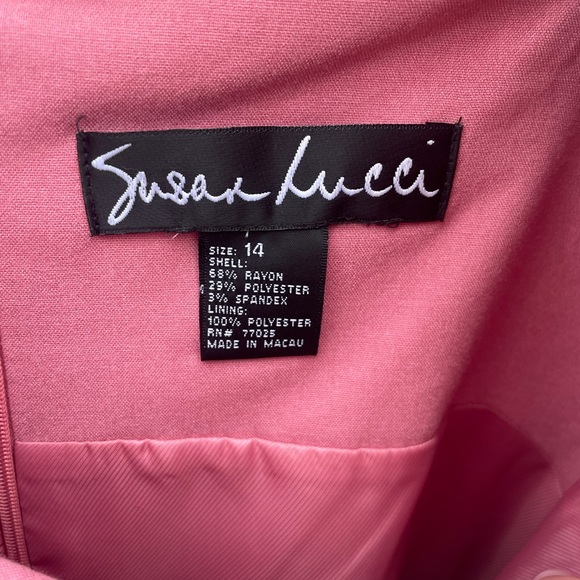 Susan Lucci
SIZE: 14
SHELL:
68% RAYON
29% POLYESTER
3% SPANDEX
LINING:
100% POLYESTER
RN# 77025
MADE IN MACAU